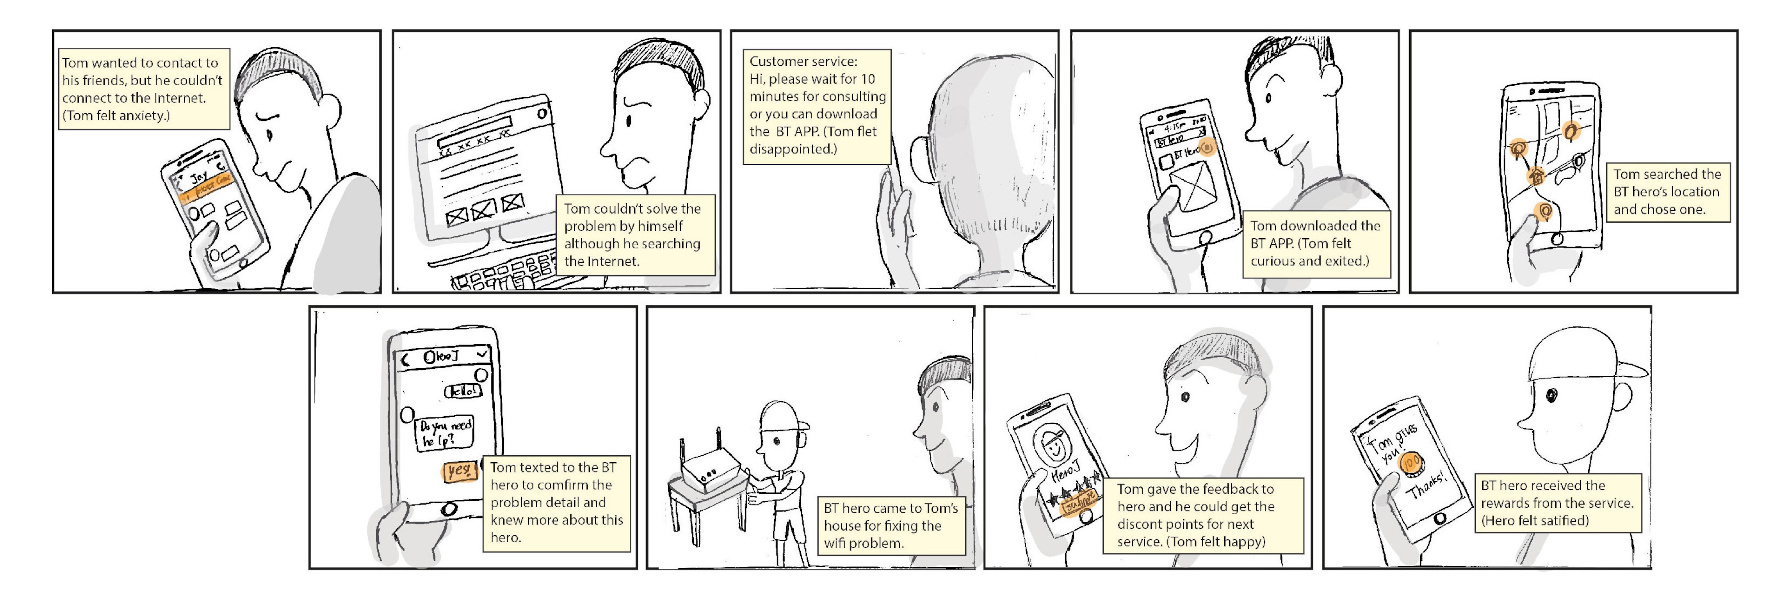 Tom wanted to contact to
his friends, but he couldn't
connect to the Internet.
(Tom felt anxiety.)
Jay
Tom couldn't solve the
problem by himself
although he searching
the Internet.
Customer service:
Hi, please wait for 10
minutes for consulting
or you can download
the BT APP. (Tom flet
disappointed.)
BT Hero
BT Hero
Tom downloaded the
BT APP. (Tom felt
curious and exited.)
Tom searched the
BT hero's location
and chose one.
Hero J
Hello!
Do you need
help?
yes!
Tom texted to the BT
hero to comfirm the
problem detail and
knew more about this
hero.
BT hero came to Tom's
house for fixing the
wifi problem.
Hero J
Tom gave the feedback to
hero and he could get the
discont points for next
service. (Tom felt happy)
Tom gives
you!
10.0
Thanks!
BT hero received the
rewards from the service.
(Hero felt satified)